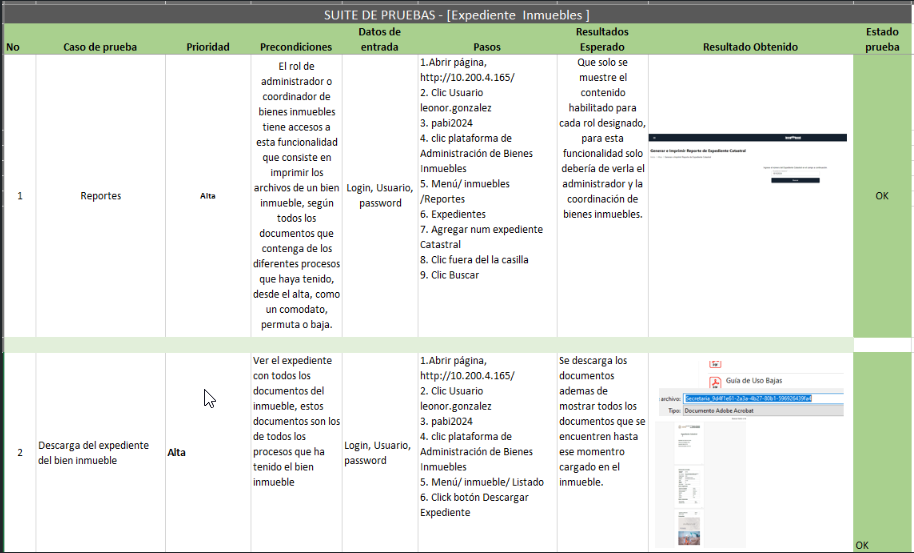 SUITE DE PRUEBAS - [Expediente Inmuebles ]
No
Caso de prueba
Prioridad
Precondiciones
Datos de
entrada
Pasos
Resultados
Esperado
Resultado Obtenido
Estado
prueba
1
Reportes
Alta
El rol de
administrador o
coordinador de
bienes inmuebles
tiene accesos a
esta funcionalidad
que consiste en
imprimir los
archivos de un bien
inmueble, según
todos los
documentos que
contenga de los
diferentes procesos
que haya tenido,
desde el alta, como
un comodato,
permuta o baja.
Login, Usuario,
password
1.Abrir página,
http://10.200.4.165/
2. Clic Usuario
leonor.gonzalez
3. pabi2024
4. clic plataforma de
Administración de Bienes
Inmuebles
5. Menú/ inmuebles
/Reportes
6. Expedientes
7. Agregar num expediente
Catastral
8. Clic fuera del la casilla
9. Clic Buscar
Que solo se
muestre el
contenido
habilitado para
cada rol designado,
para esta
funcionalidad solo
debería de verla el
administrador y la
coordinación de
bienes inmuebles.
Generar e Imprimir Reporte de Expediente Catastral
OK
2
Descarga del expediente
del bien inmueble
Alta
Ver el expediente
con todos los
documentos del
inmueble, estos
documentos son los
de todos los
procesos que ha
tenido el bien
inmueble
Login, Usuario,
password
1.Abrir página,
http://10.200.4.165/
2. Clic Usuario
leonor.gonzalez
3. pabi2024
4. clic plataforma de
Administración de Bienes
Inmuebles
5. Menú/ inmueble/ Listado
6. Click botón Descargar
Expediente
Se descarga los
documentos
ademas de
mostrar todos los
documentos que se
encuentren hasta
ese momentro
cargado en el
inmueble.
Guía de Uso Bajas
archivo:
Tipo: Documento Adobe Acrobat
OK